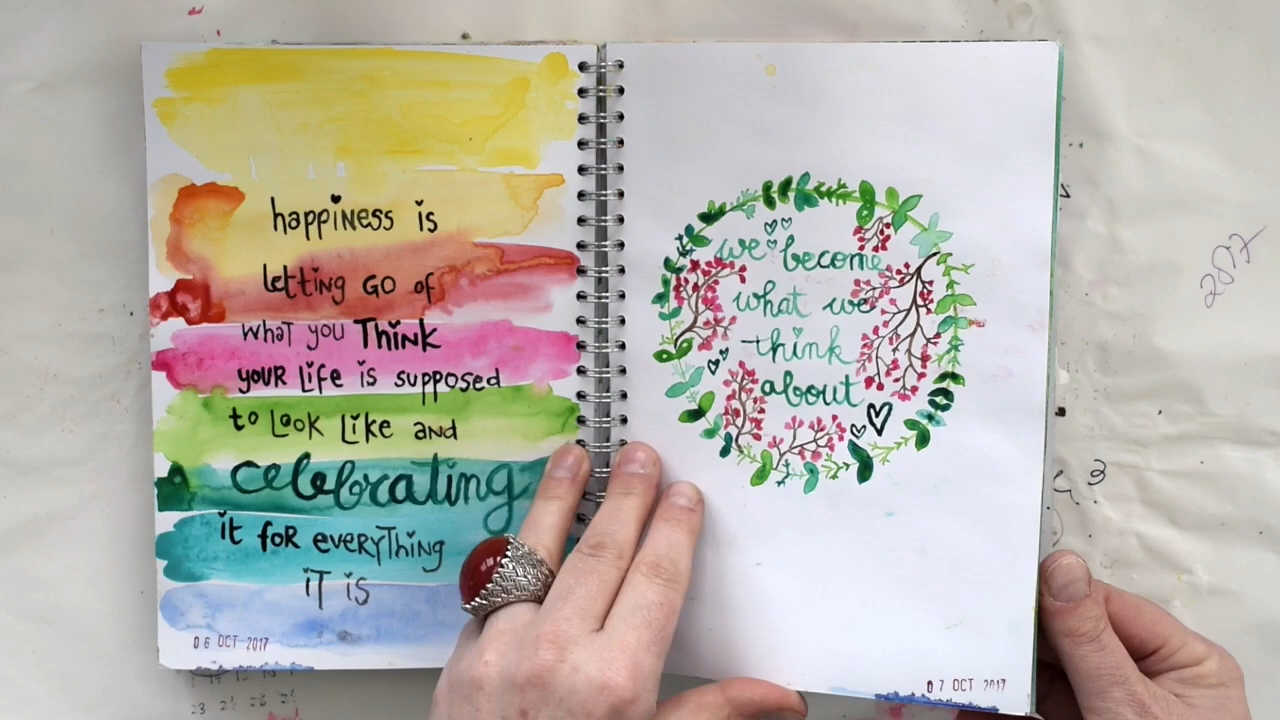 happiness is
letting GO of
what you Think
your Life is supposed
to Look Like and
celebrating
it foR everyThing
iT is
06 OCT 2017
we become
what we
think
about
07 OCT 2017